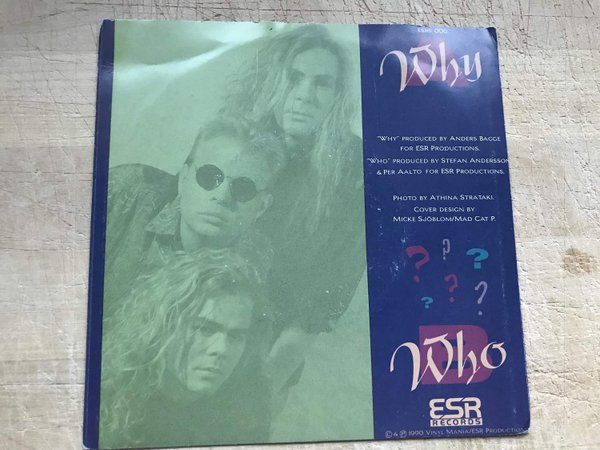 ESRS 006
A
Why
"Why" produced by Anders Bagge
for ESR Productions.
"Who" produced by Stefan Andersson
& Per Aalto for ESR Productions.
Photo by Athina Strataki.
Cover design by
Micke Sjöblom/Mad Cat P.
? ? ?
? ?
? ?
B
Who
ESR
RECORDS
© & ℗ 1990 Vinyl Mania/ESR Production